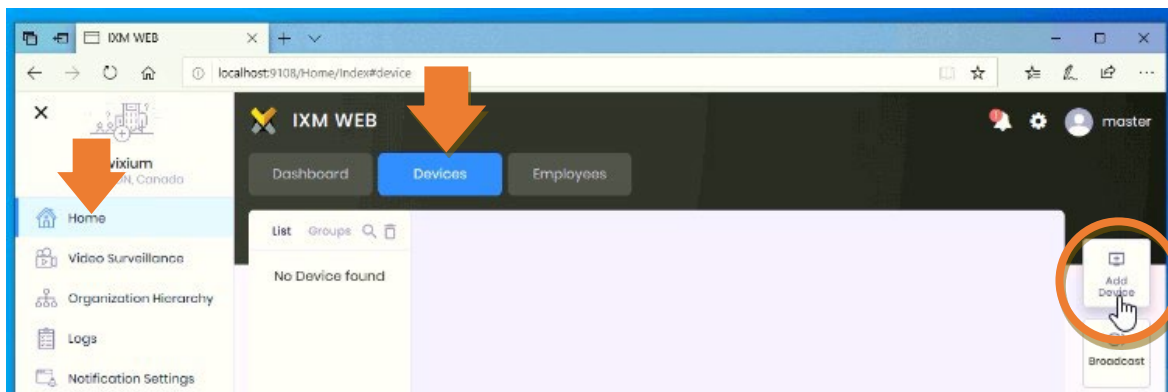 IXM WEB
localhost:9108/Home/Index#device
IXM WEB
master
vixium
ON, Canada
Dashboard
Devices
Employees
Home
List Groups
Video Surveillance
No Device found
Add
Device
Organization Hierarchy
Logs
Broadcast
Notification Settings